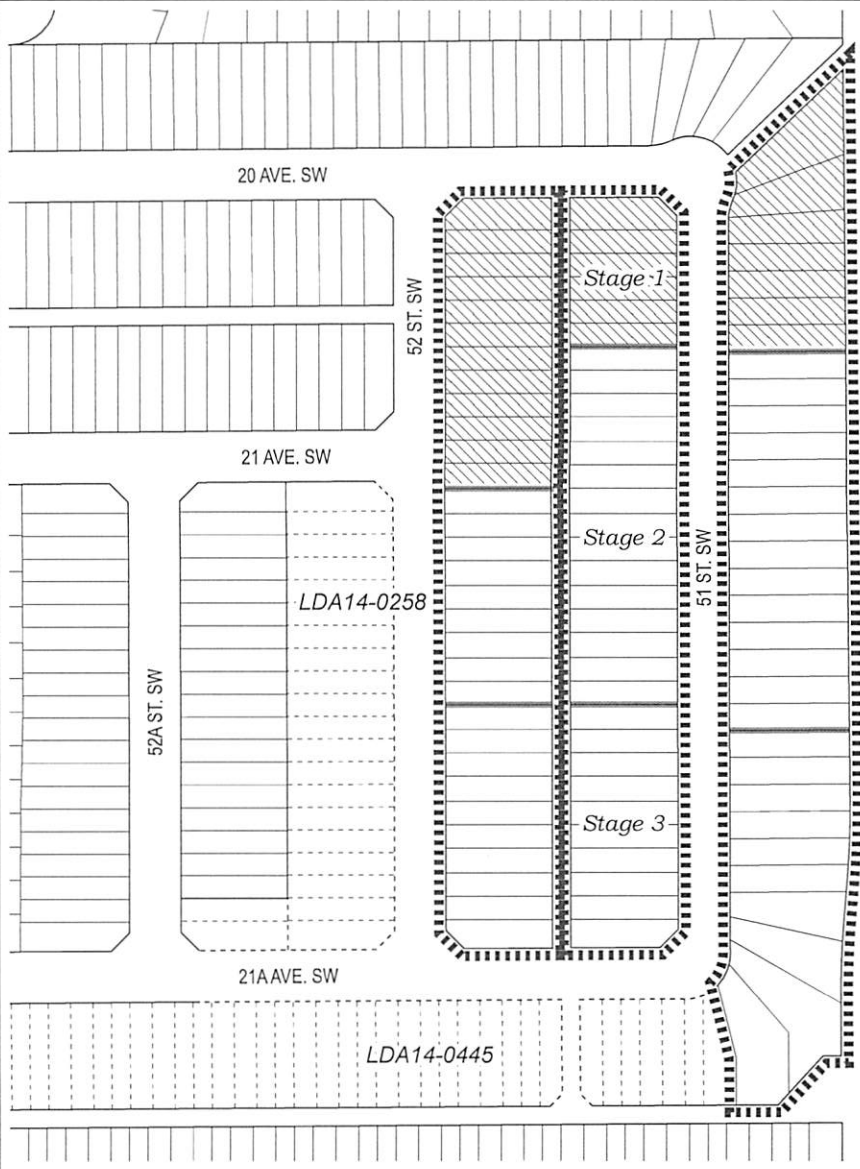 20 AVE. SW
52 ST. SW
Stage 1
21 AVE. SW
Stage 2
51 ST. SW
LDA14-0258
52A ST. SW
Stage 3
21A AVE. SW
LDA14-0445